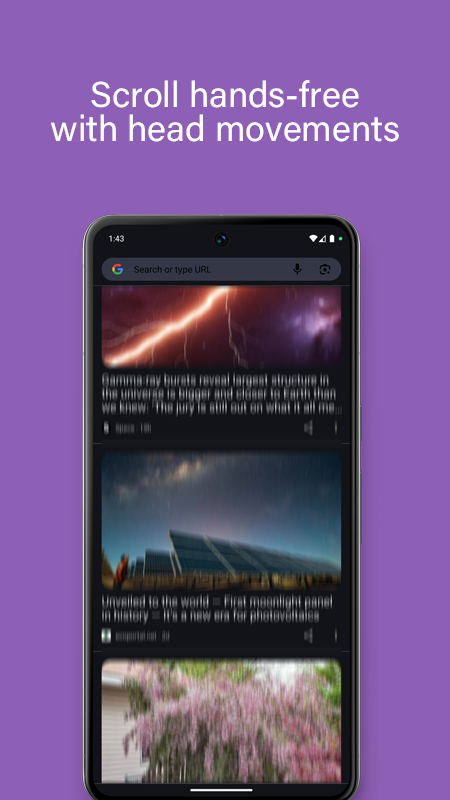 Scroll hands-free
with head movements
1:43
Search or type URL
Gamma ray bursts reveal largest structure in
the universe is bigger and closer to Earth than
we knew: 'The jury is still out on what it all me...
Space · 18h
Unveiled to the world = First moonlight panel
in history = It's a new era for photovoltaics